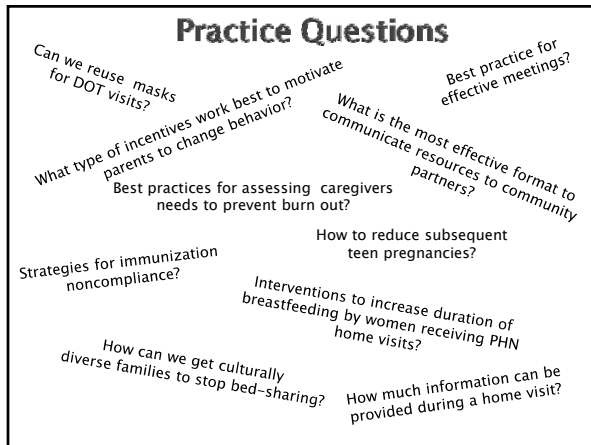 Practice Questions
Can we reuse masks
for DOT visits?
Best practice for
effective meetings?
What type of incentives work best to motivate
parents to change behavior?
What is the most effective format to
communicate resources to community
partners?
Best practices for assessing caregivers
needs to prevent burn out?
How to reduce subsequent
teen pregnancies?
Strategies for immunization
noncompliance?
Interventions to increase duration of
breastfeeding by women receiving PHN
home visits?
How can we get culturally
diverse families to stop bed-sharing?
How much information can be
provided during a home visit?